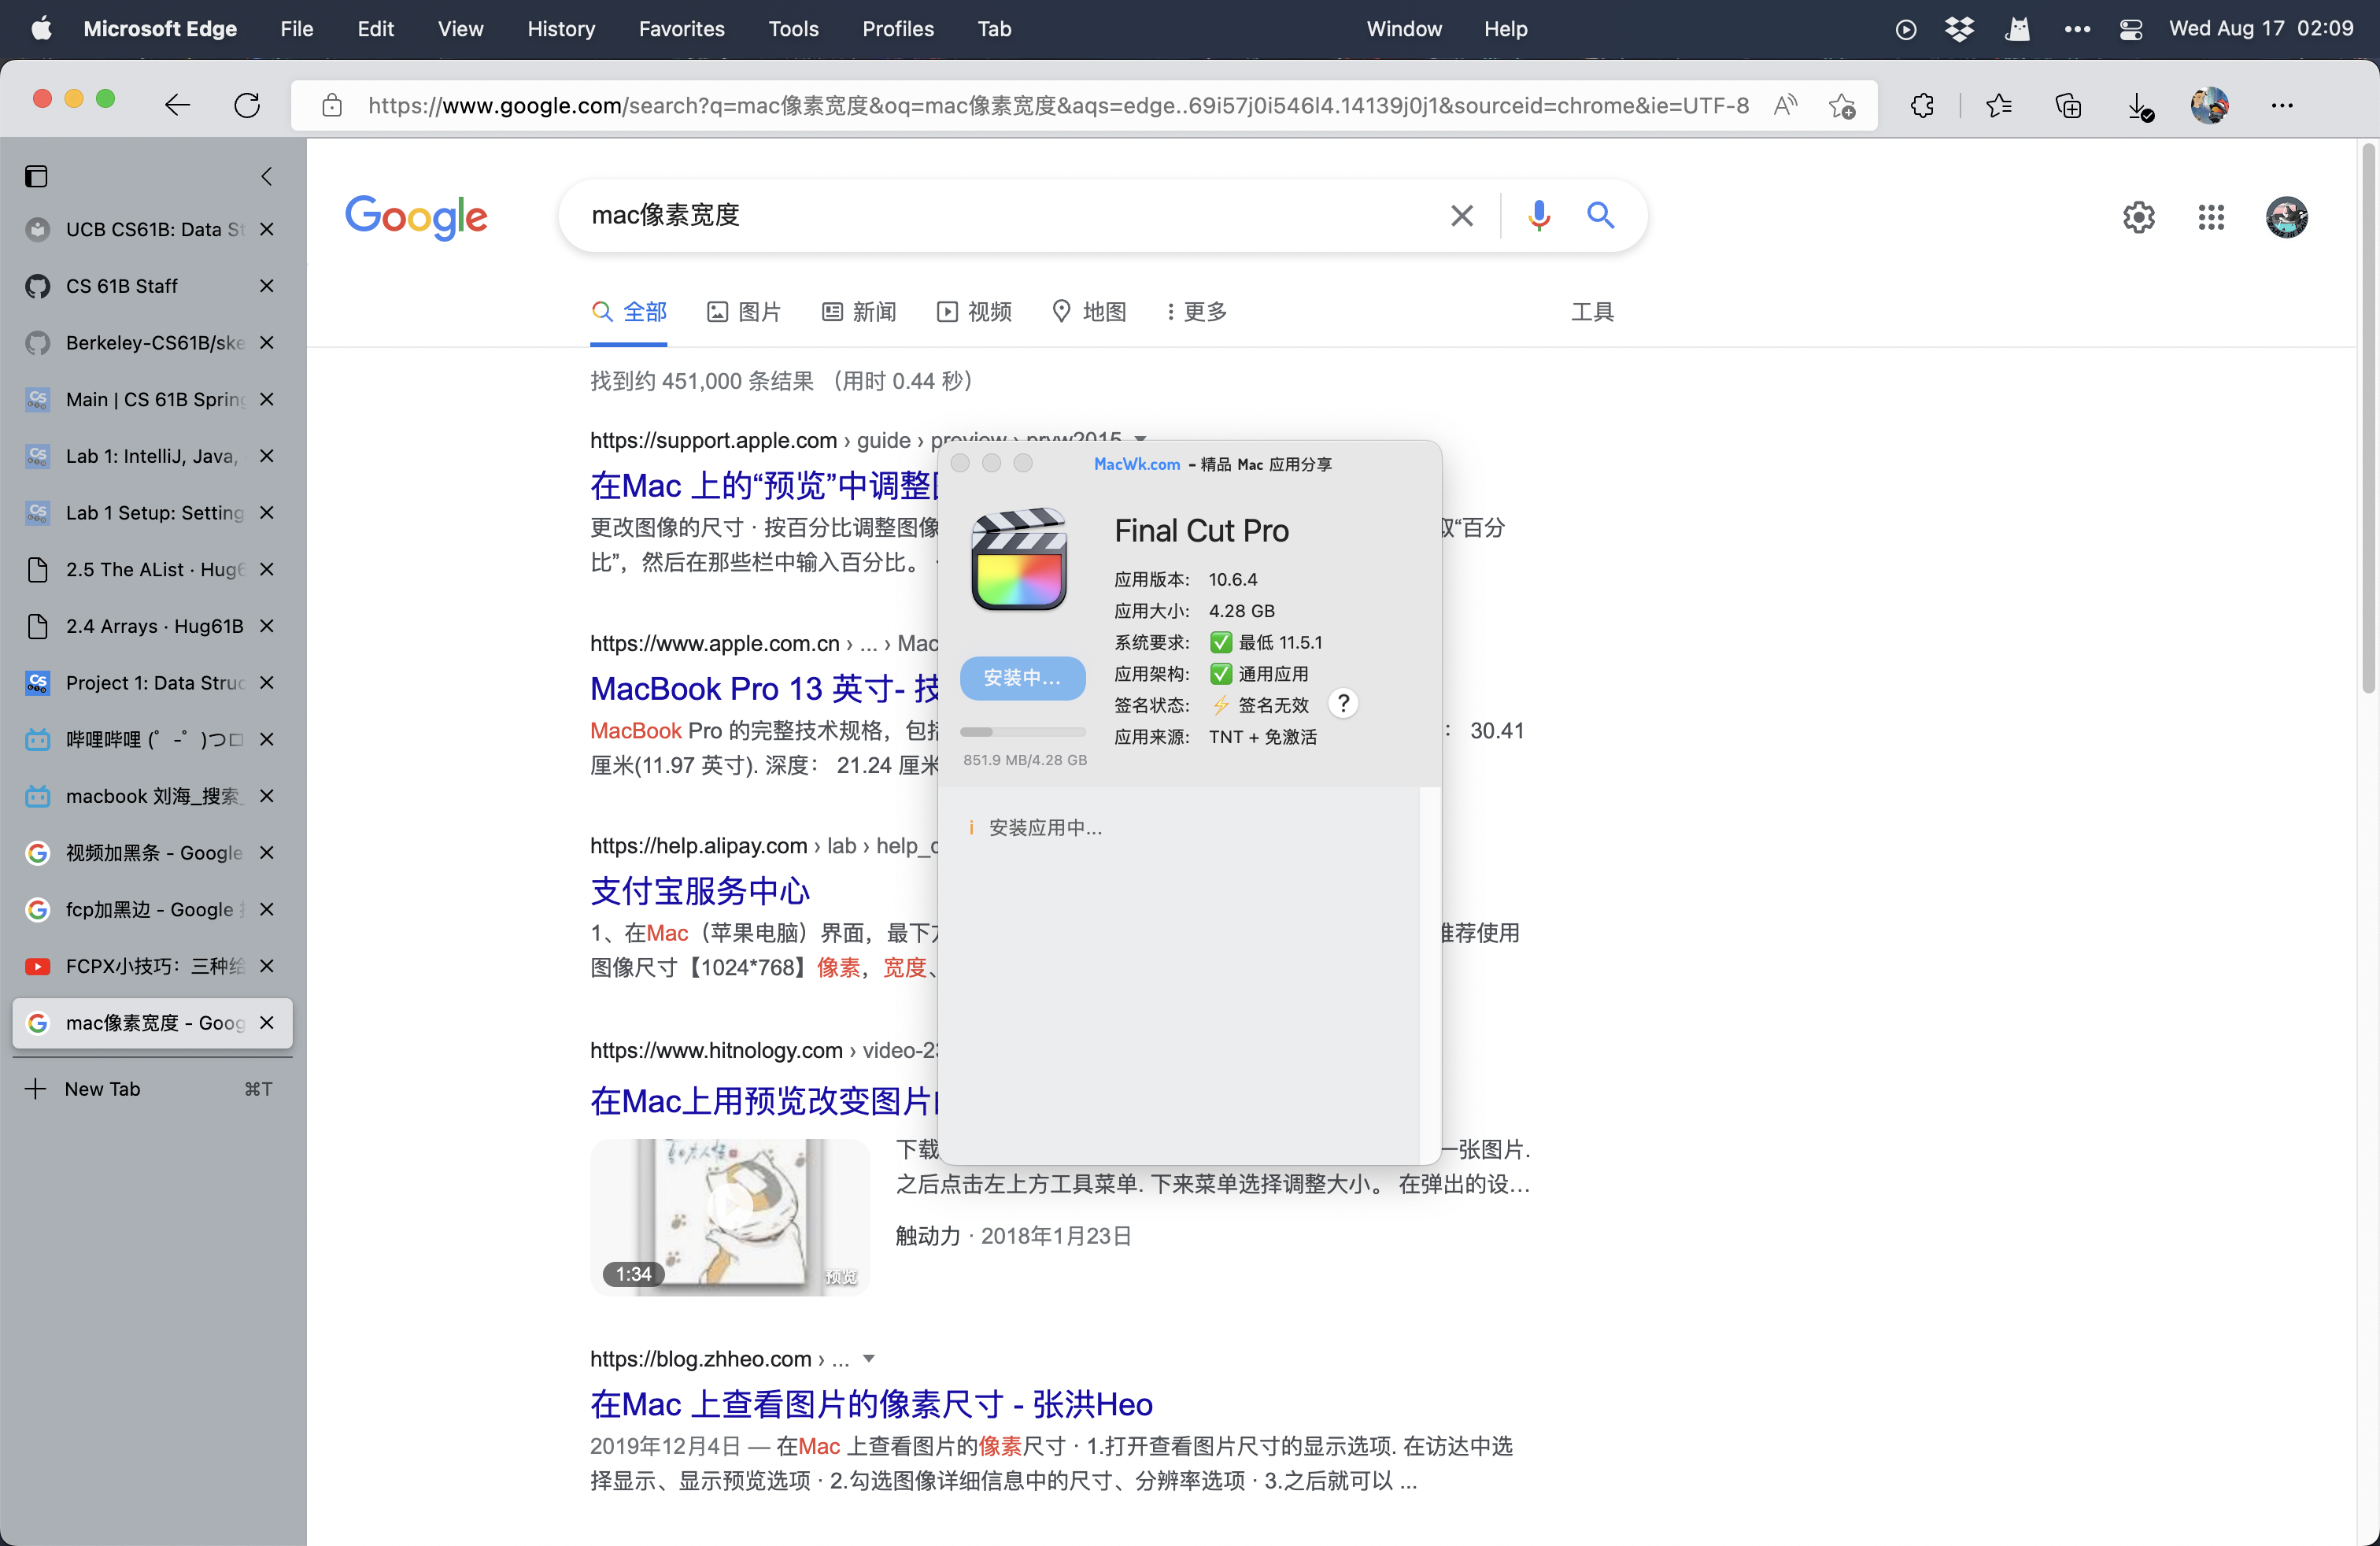 Microsoft Edge File Edit View History Favorites Tools Profiles Tab Window Help Wed Aug 17 02:09
https://www.google.com/search?q=mac像素宽度&oq=mac像素宽度&aqs=edge..69i57j0i546l4.14139j0j1&sourceid=chrome&ie=UTF-8
UCB CS61B: Data St
CS 61B Staff
Berkeley-CS61B/ske
Main | CS 61B Spring
Lab 1: IntelliJ, Java,
Lab 1 Setup: Setting
2.5 The AList · Hug6
2.4 Arrays · Hug61B
Project 1: Data Struc
哔哩哔哩 (゜-゜)つロ
macbook 刘海_搜索_
视频加黑条 - Google
fcp加黑边 - Google
FCPX小技巧：三种给
mac像素宽度 - Goog
New Tab ⌘T
Google
mac像素宽度
全部 图片 新闻 视频 地图 更多 工具
找到约 451,000 条结果 （用时 0.44 秒）
https://support.apple.com › guide › preview › prvw2015
在Mac 上的“预览”中调整
更改图像的尺寸 · 按百分比调整图像
取“百分
比”，然后在那些栏中输入百分比。
https://www.apple.com.cn › ... › Mac
MacBook Pro 13 英寸- 技
MacBook Pro 的完整技术规格，包括
： 30.41
厘米(11.97 英寸). 深度： 21.24 厘米
https://help.alipay.com › lab › help_c
支付宝服务中心
1、在Mac（苹果电脑）界面，最下方
推荐使用
图像尺寸【1024*768】像素，宽度、
https://www.hitnology.com › video-23
在Mac上用预览改变图片
下载
一张图片.
之后点击左上方工具菜单. 下来菜单选择调整大小。 在弹出的设...
触动力 · 2018年1月23日
1:34
预览
https://blog.zhheo.com › ...
在Mac 上查看图片的像素尺寸 - 张洪Heo
2019年12月4日 — 在Mac 上查看图片的像素尺寸 · 1.打开查看图片尺寸的显示选项. 在访达中选
择显示、显示预览选项 · 2.勾选图像详细信息中的尺寸、分辨率选项 · 3.之后就可以 ...
MacWk.com - 精品 Mac 应用分享
Final Cut Pro
应用版本: 10.6.4
应用大小: 4.28 GB
系统要求: ✅ 最低 11.5.1
应用架构: ✅ 通用应用
签名状态: ⚡ 签名无效 ?
应用来源: TNT + 免激活
安装中...
851.9 MB/4.28 GB
i 安装应用中...